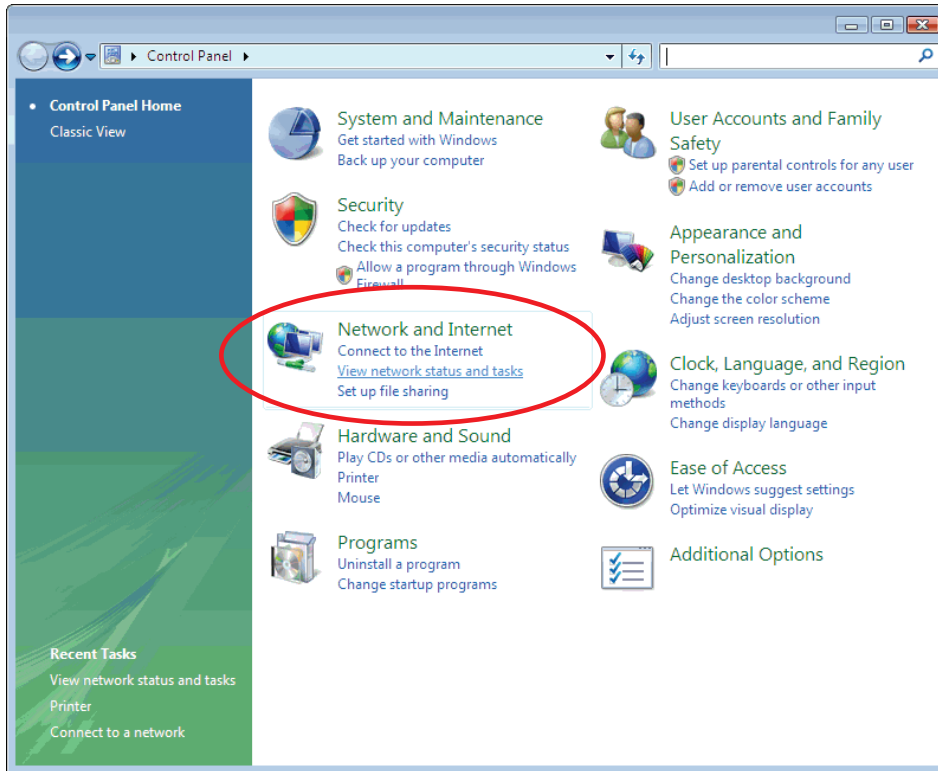 Control Panel
Control Panel Home
Classic View
System and Maintenance
Get started with Windows
Back up your computer
Security
Check for updates
Check this computer's security status
Allow a program through Windows
Firewall
Network and Internet
Connect to the Internet
View network status and tasks
Set up file sharing
Hardware and Sound
Play CDs or other media automatically
Printer
Mouse
Programs
Uninstall a program
Change startup programs
User Accounts and Family
Safety
Set up parental controls for any user
Add or remove user accounts
Appearance and
Personalization
Change desktop background
Change the color scheme
Adjust screen resolution
Clock, Language, and Region
Change keyboards or other input
methods
Change display language
Ease of Access
Let Windows suggest settings
Optimize visual display
Additional Options
Recent Tasks
View network status and tasks
Printer
Connect to a network